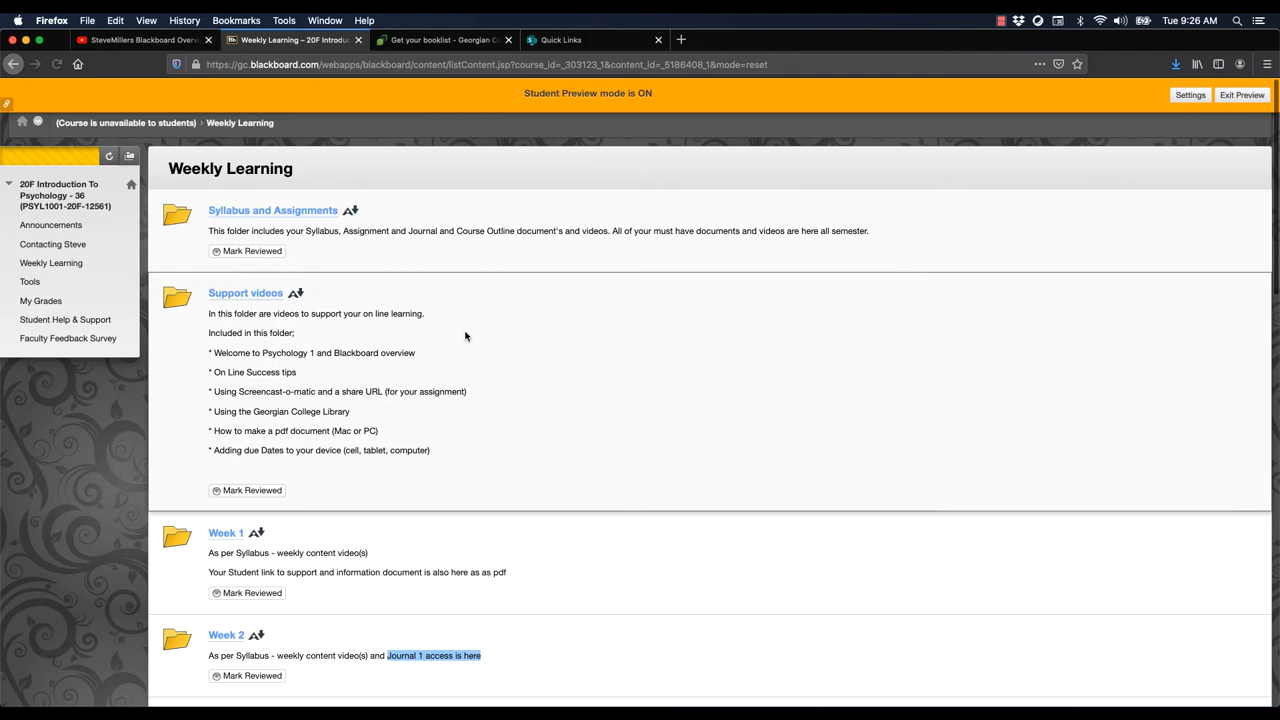 Firefox File Edit View History Bookmarks Tools Window Help
Tue 9:26 AM
SteveMillers Blackboard Overvi
Weekly Learning – 20F Introduc
Get your booklist - Georgian C
Quick Links
https://gc.blackboard.com/webapps/blackboard/content/listContent.jsp?course_id=_303123_1&content_id=_5186408_1&mode=reset
Student Preview mode is ON
Settings
Exit Preview
(Course is unavailable to students) › Weekly Learning
20F Introduction To
Psychology - 36
(PSYL1001-20F-12561)
Announcements
Contacting Steve
Weekly Learning
Tools
My Grades
Student Help & Support
Faculty Feedback Survey
Weekly Learning
Syllabus and Assignments
This folder includes your Syllabus, Assignment and Journal and Course Outline document's and videos. All of your must have documents and videos are here all semester.
Mark Reviewed
Support videos
In this folder are videos to support your on line learning.
Included in this folder;
* Welcome to Psychology 1 and Blackboard overview
* On Line Success tips
* Using Screencast-o-matic and a share URL (for your assignment)
* Using the Georgian College Library
* How to make a pdf document (Mac or PC)
* Adding due Dates to your device (cell, tablet, computer)
Mark Reviewed
Week 1
As per Syllabus - weekly content video(s)
Your Student link to support and information document is also here as as pdf
Mark Reviewed
Week 2
As per Syllabus - weekly content video(s) and Journal 1 access is here
Mark Reviewed